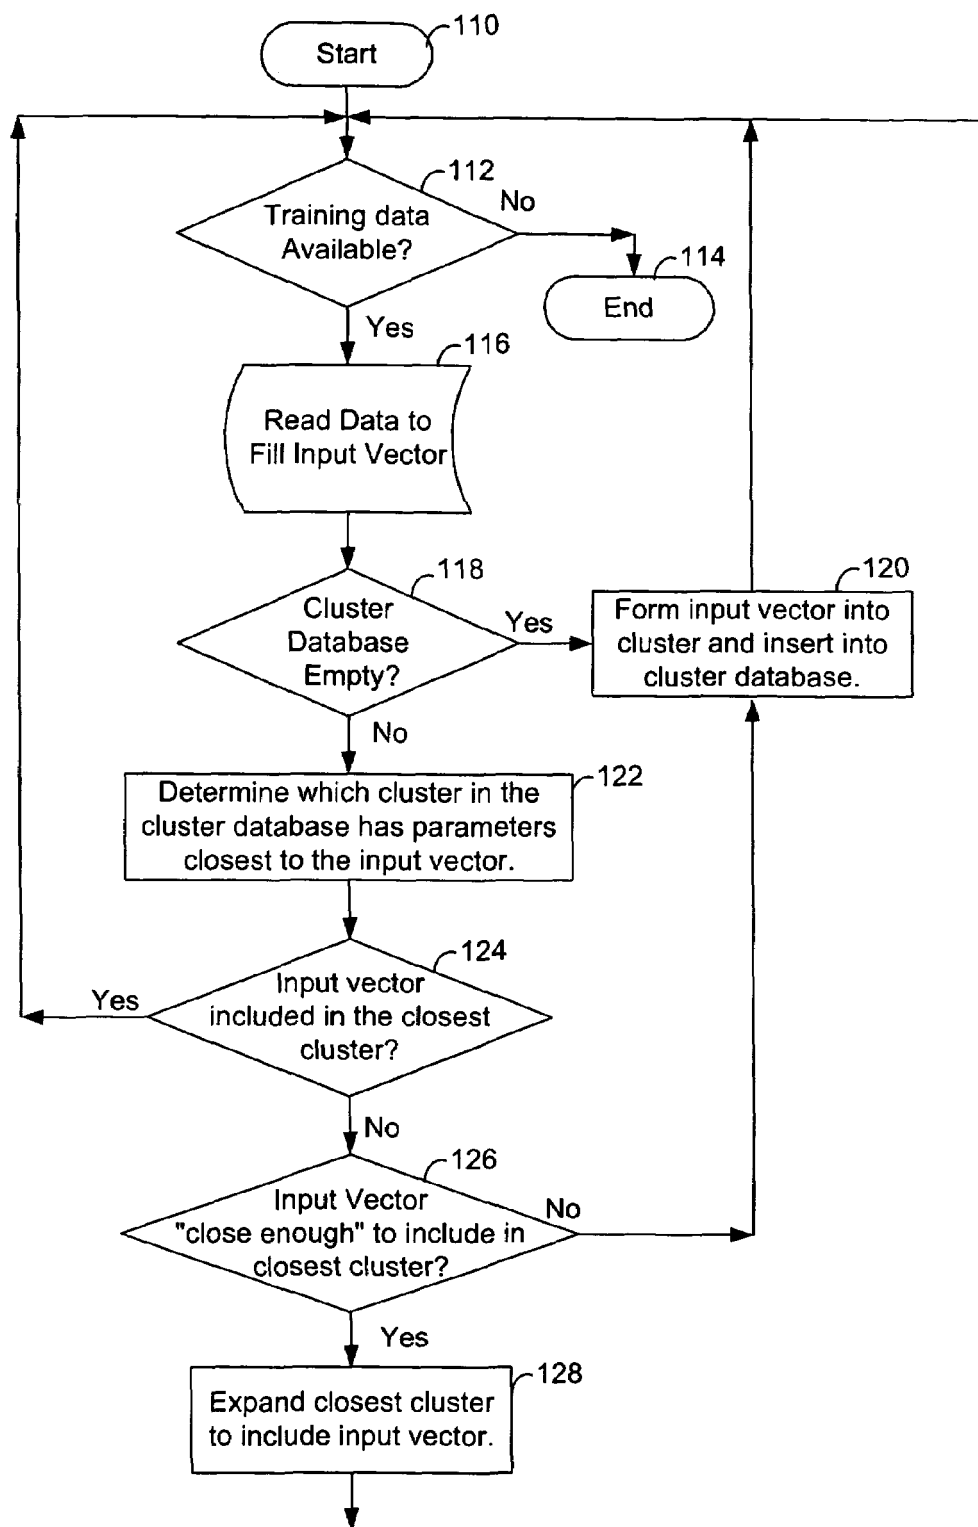 110
Start
112
Training data
Available?
No
114
End
Yes
116
Read Data to
Fill Input Vector
118
Cluster
Database
Empty?
Yes
120
Form input vector into
cluster and insert into
cluster database.
No
122
Determine which cluster in the
cluster database has parameters
closest to the input vector.
124
Input vector
included in the closest
cluster?
Yes
No
126
Input Vector
"close enough" to include in
closest cluster?
No
Yes
128
Expand closest cluster
to include input vector.